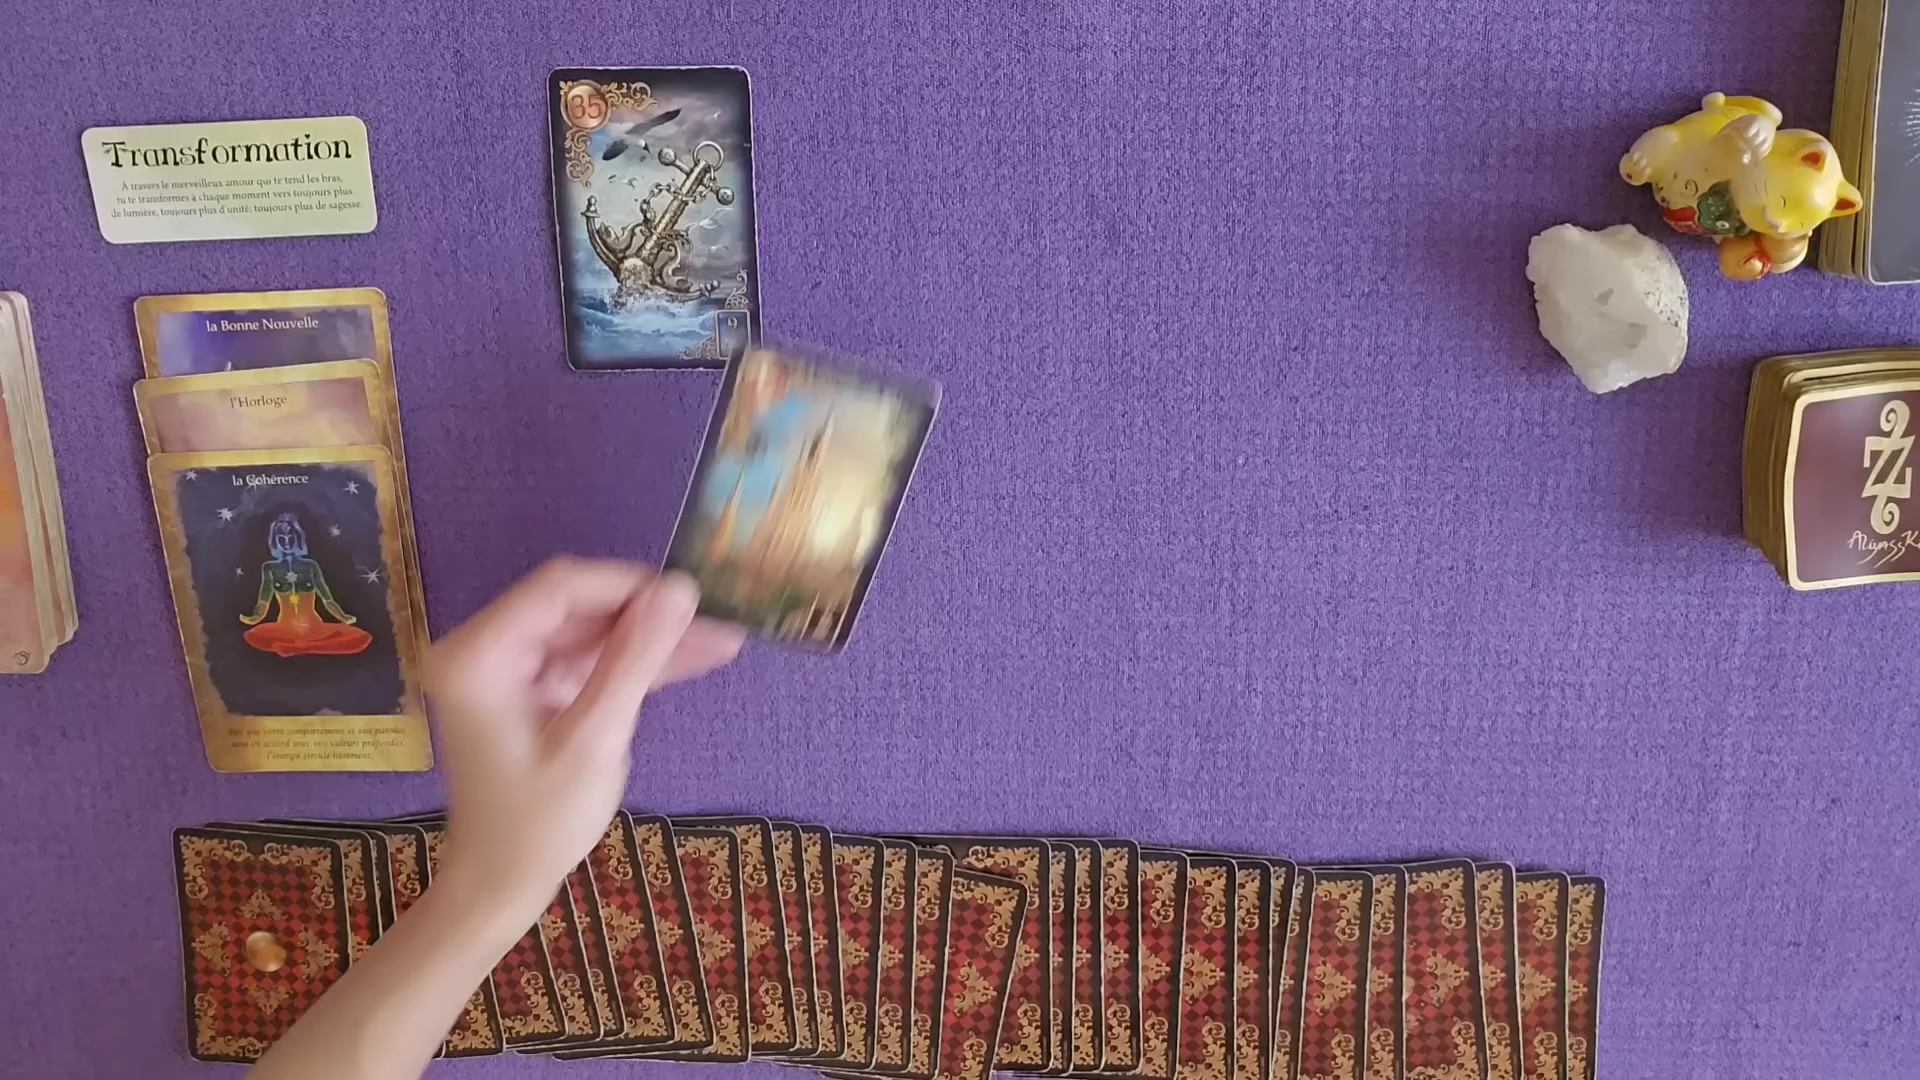 Transformation
À travers le merveilleux amour qui te tend les bras,
tu te transformes à chaque moment vers toujours plus
de lumière, toujours plus d'unité, toujours plus de sagesse.
35
la Bonne Nouvelle
l'Horloge
la Cohérence
Dès que votre comportement et vos paroles
sont en accord avec vos valeurs profondes,
l'énergie circule librement.